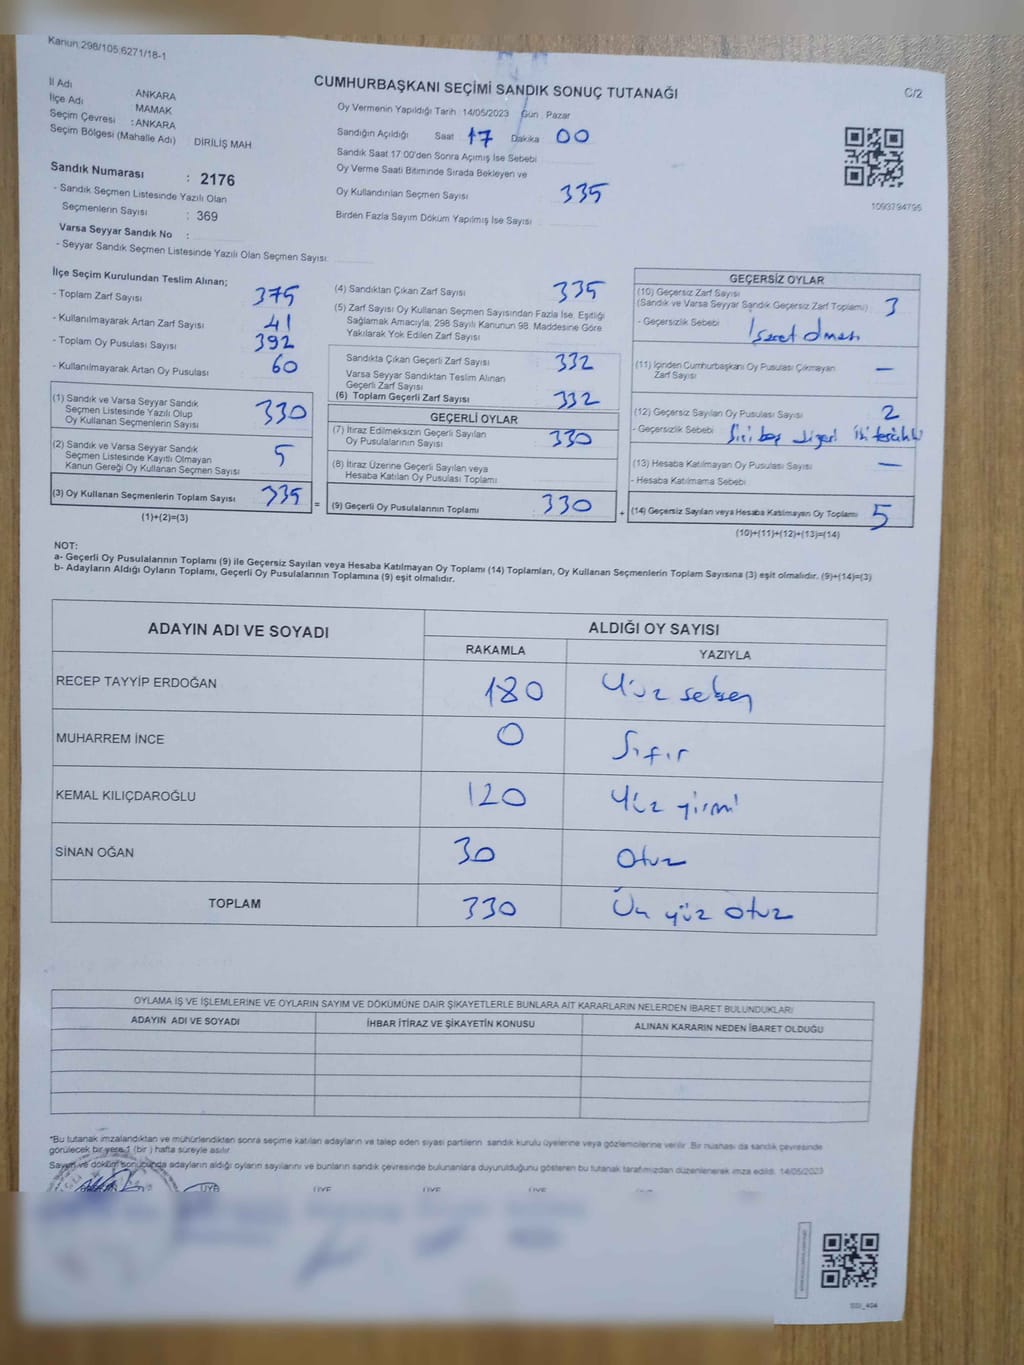 Kanun:298/105;6271/18-1
CUMHURBAŞKANI SEÇİMİ SANDIK SONUÇ TUTANAĞI
C/2
İl Adı : ANKARA
İlçe Adı MAMAK
Seçim Çevresi : ANKARA
Seçim Bölgesi (Mahalle Adı) DİRİLİŞ MAH
Oy Vermenin Yapıldığı Tarih : 14/05/2023 Gün : Pazar
Sandığın Açıldığı Saat 17 Dakika 00
Sandık Saat 17:00'den Sonra Açımış İse Sebebi
Oy Verme Saati Bitiminde Sırada Bekleyen ve
Oy Kullandırılan Seçmen Sayısı 335
Birden Fazla Sayım Döküm Yapılmış İse Sayısı
1093794795
Sandık Numarası : 2176
- Sandık Seçmen Listesinde Yazılı Olan
Seçmenlerin Sayısı : 369
Varsa Seyyar Sandık No :
- Seyyar Sandık Seçmen Listesinde Yazılı Olan Seçmen Sayısı:
İlçe Seçim Kurulundan Teslim Alınan;
- Toplam Zarf Sayısı 375
- Kullanılmayarak Artan Zarf Sayısı 41
- Toplam Oy Pusulası Sayısı 392
- Kullanılmayarak Artan Oy Pusulası 60
(1) Sandık ve Varsa Seyyar Sandık
Seçmen Listesinde Yazılı Olup
Oy Kullanan Seçmenlerin Sayısı 330
(2) Sandık ve Varsa Seyyar Sandık
Seçmen Listesinde Kayıtlı Olmayan
Kanun Gereği Oy Kullanan Seçmen Sayısı 5
(3) Oy Kullanan Seçmenlerin Toplam Sayısı 335 =
(1)+(2)=(3)
(4) Sandıktan Çıkan Zarf Sayısı 335
(5) Zarf Sayısı Oy Kullanan Seçmen Sayısından Fazla İse, Eşitliği
Sağlamak Amacıyla, 298 Sayılı Kanunun 98. Maddesine Göre
Yakılarak Yok Edilen Zarf Sayısı
Sandıkta Çıkan Geçerli Zarf Sayısı 332
Varsa Seyyar Sandıktan Teslim Alınan
Geçerli Zarf Sayısı
(6) Toplam Geçerli Zarf Sayısı 332
GEÇERLİ OYLAR
(7) İtiraz Edilmeksizin Geçerli Sayılan
Oy Pusulalarının Sayısı 330
(8) İtiraz Üzerine Geçerli Sayılan veya
Hesaba Katılan Oy Pusulası Toplamı
(9) Geçerli Oy Pusulalarının Toplamı 330 +
GEÇERSİZ OYLAR
(10) Geçersiz Zarf Sayısı
(Sandık ve Varsa Seyyar Sandık Geçersiz Zarf Toplamı) 3
- Geçersizlik Sebebi
(11) İçinden Cumhurbaşkanı Oy Pusulası Çıkmayan
Zarf Sayısı —
(12) Geçersiz Sayılan Oy Pusulası Sayısı 2
- Geçersizlik Sebebi Biri boş diğeri
(13) Hesaba Katılmayan Oy Pusulası Sayısı —
- Hesaba Katılmama Sebebi
(14) Geçersiz Sayılan veya Hesaba Katılmayan Oy Toplamı 5
(10)+(11)+(12)+(13)=(14)
NOT:
a- Geçerli Oy Pusulalarının Toplamı (9) ile Geçersiz Sayılan veya Hesaba Katılmayan Oy Toplamı (14) Toplamları, Oy Kullanan Seçmenlerin Toplam Sayısına (3) eşit olmalıdır. (9)+(14)=(3)
b- Adayların Aldığı Oyların Toplamı, Geçerli Oy Pusulalarının Toplamına (9) eşit olmalıdır.
ADAYIN ADI VE SOYADI
ALDIĞI OY SAYISI
RAKAMLA YAZIYLA
RECEP TAYYİP ERDOĞAN 180 Yüz seksen
MUHARREM İNCE 0 Sıfır
KEMAL KILIÇDAROĞLU 120 Yüz yirmi
SİNAN OĞAN 30 Otuz
TOPLAM 330 Üç yüz otuz
OYLAMA İŞ VE İŞLEMLERİNE VE OYLARIN SAYIM VE DÖKÜMÜNE DAİR ŞİKAYETLERLE BUNLARA AİT KARARLARIN NELERDEN İBARET BULUNDUKLARI
ADAYIN ADI VE SOYADI İHBAR İTİRAZ VE ŞİKAYETİN KONUSU ALINAN KARARIN NEDEN İBARET OLDUĞU
*Bu tutanak imzalandıktan ve mühürlendikten sonra seçime katılan adayların ve talep eden siyasi partilerin sandık kurulu üyelerine veya gözlemcilerine verilir. Bir nüshası da sandık çevresinde
görülecek bir yere 1 (bir) hafta süreyle asılır.
Sayım ve döküm sonucunda adayların aldığı oyların sayılarını ve bunların sandık çevresinde bulunanlara duyurulduğunu gösteren bu tutanak tarafımızdan düzenlenerek imza edildi. 14/05/2023
ÜYE ÜYE ÜYE ÜYE